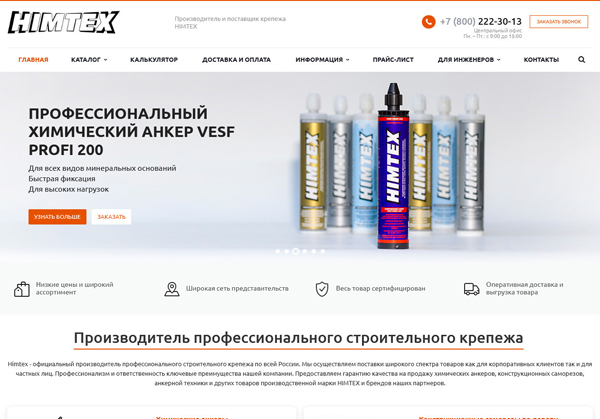 HIMTEX
Производитель и поставщик крепежа
HIMTEX
+7 (800) 222-30-13
Центральный офис
Пн. – Пт.: с 9:00 до 18:00
ЗАКАЗАТЬ ЗВОНОК
ГЛАВНАЯ КАТАЛОГ КАЛЬКУЛЯТОР ДОСТАВКА И ОПЛАТА ИНФОРМАЦИЯ ПРАЙС-ЛИСТ ДЛЯ ИНЖЕНЕРОВ КОНТАКТЫ
ПРОФЕССИОНАЛЬНЫЙ
ХИМИЧЕСКИЙ АНКЕР VESF
PROFI 200
Для всех видов минеральных оснований
Быстрая фиксация
Для высоких нагрузок
УЗНАТЬ БОЛЬШЕ ЗАКАЗАТЬ
HIMTEX HIMTEX HIMTEX HIMTEX HIMTEX HIMTEX HIMTEX
Низкие цены и широкий
ассортимент
Широкая сеть представительств
Весь товар сертифицирован
Оперативная доставка и
выгрузка товара
Производитель профессионального строительного крепежа
Himtex - официальный производитель профессионального строительного крепежа по всей России. Мы осуществляем поставки широкого спектра товаров как для корпоративных клиентов так и для
частных лиц. Профессионализм и ответственность ключевые преимущества нашей компании. Предоставляем гарантию качества на продажу химических анкеров, конструкционных саморезов,
анкерной техники и других товаров производственной марки HIMTEX и брендов наших партнеров.